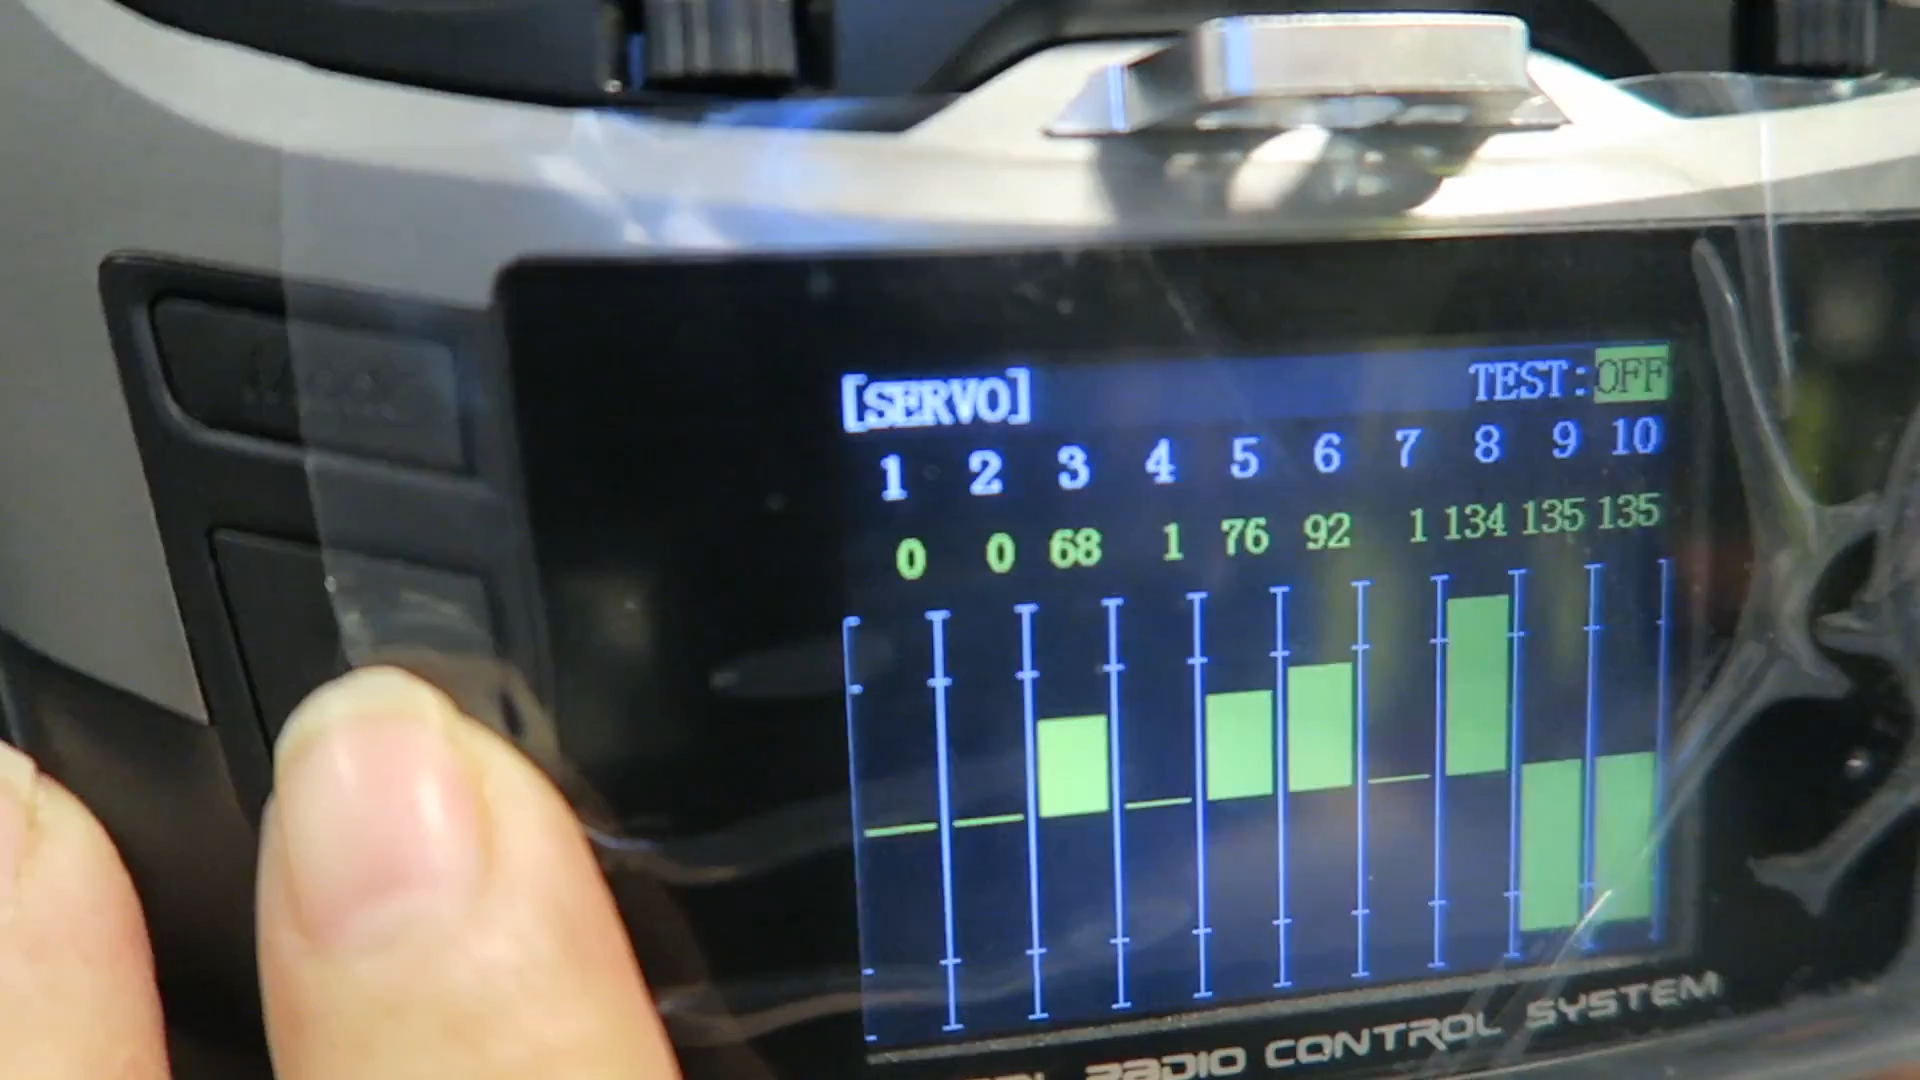 [SERVO] TEST:OFF
1 2 3 4 5 6 7 8 9 10
0 0 68 1 76 92 1 134 135 135
RADIO CONTROL SYSTEM